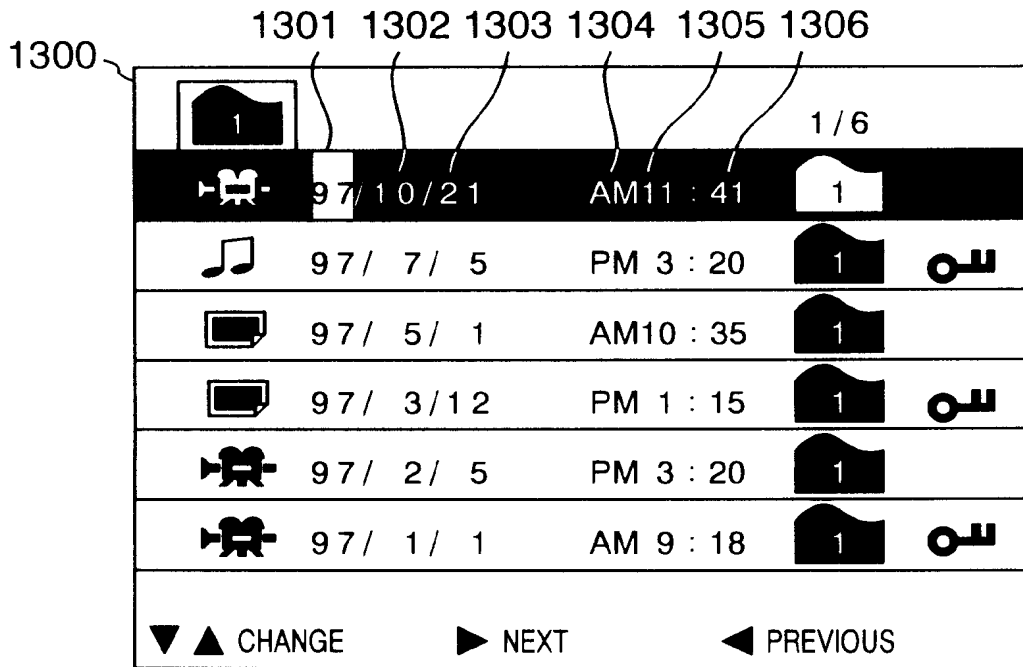 1301 1302 1303 1304 1305 1306
1300
1 1/6
97/10/21 AM11:41 1
97/ 7/ 5 PM 3:20 1
97/ 5/ 1 AM10:35 1
97/ 3/12 PM 1:15 1
97/ 2/ 5 PM 3:20 1
97/ 1/ 1 AM 9:18 1
▼ ▲ CHANGE ► NEXT ◄ PREVIOUS